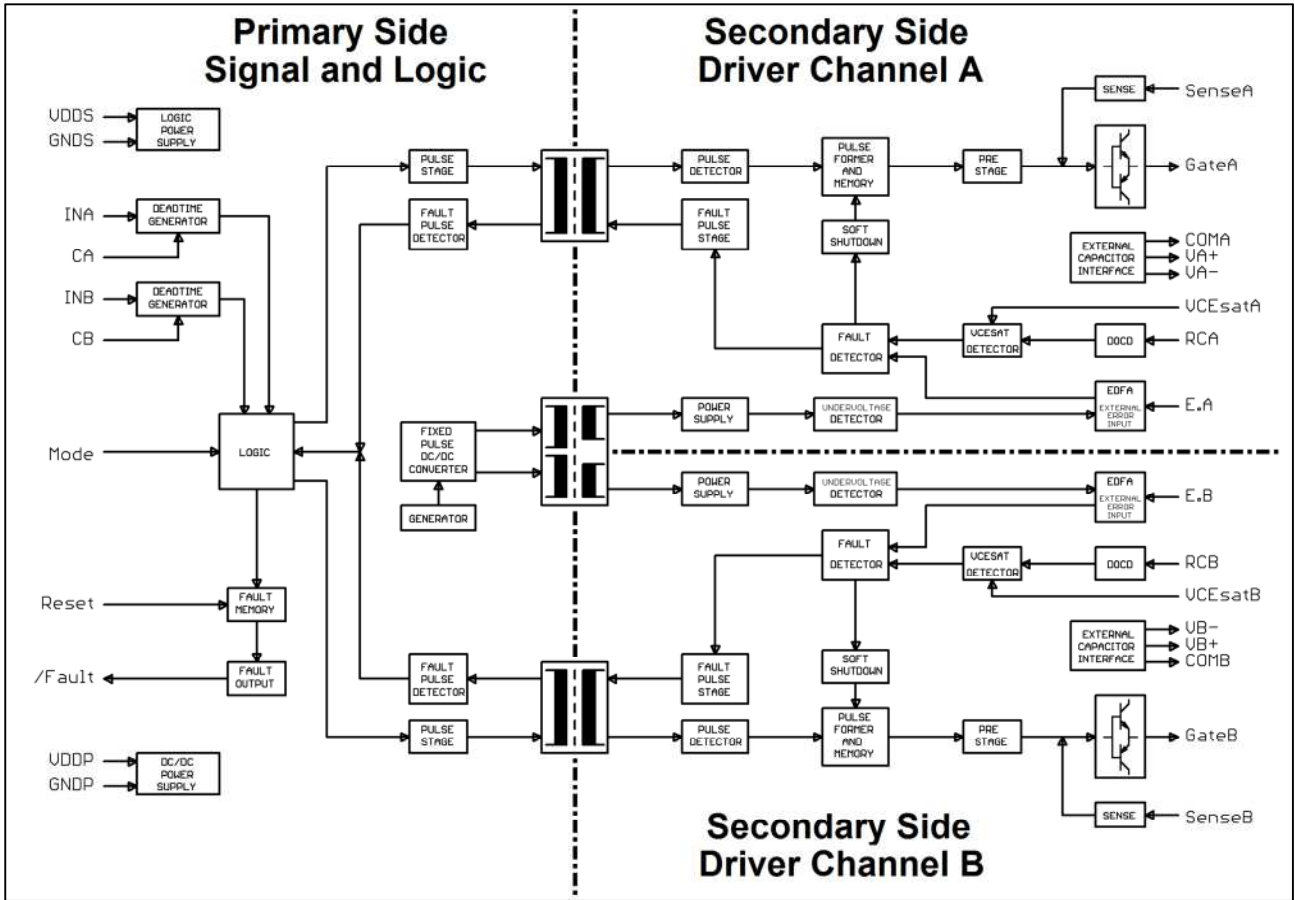 Primary Side
Signal and Logic
Secondary Side
Driver Channel A
VDDS
GNDS
LOGIC
POWER
SUPPLY
INA
CA
DEADTIME
GENERATOR
INB
CB
DEADTIME
GENERATOR
Mode
LOGIC
Reset
FAULT
MEMORY
/Fault
FAULT
OUTPUT
VDDP
GNDP
DC/DC
POWER
SUPPLY
PULSE
STAGE
FAULT
PULSE
DETECTOR
FIXED
PULSE
DC/DC
CONVERTER
GENERATOR
FAULT
PULSE
DETECTOR
PULSE
STAGE
PULSE
DETECTOR
PULSE
FORMER
AND
MEMORY
PRE
STAGE
SENSE
SenseA
GateA
FAULT
PULSE
STAGE
SOFT
SHUTDOWN
EXTERNAL
CAPACITOR
INTERFACE
COMA
VA+
VA-
VCEsatA
FAULT
DETECTOR
VCESAT
DETECTOR
DOCD
RCA
POWER
SUPPLY
UNDERVOLTAGE
DETECTOR
EDFA
EXTERNAL
ERROR
INPUT
E.A
POWER
SUPPLY
UNDERVOLTAGE
DETECTOR
EDFA
EXTERNAL
ERROR
INPUT
E.B
FAULT
DETECTOR
VCESAT
DETECTOR
DOCD
RCB
VCEsatB
FAULT
PULSE
STAGE
SOFT
SHUTDOWN
EXTERNAL
CAPACITOR
INTERFACE
VB-
VB+
COMB
PULSE
DETECTOR
PULSE
FORMER
AND
MEMORY
PRE
STAGE
GateB
SENSE
SenseB
Secondary Side
Driver Channel B